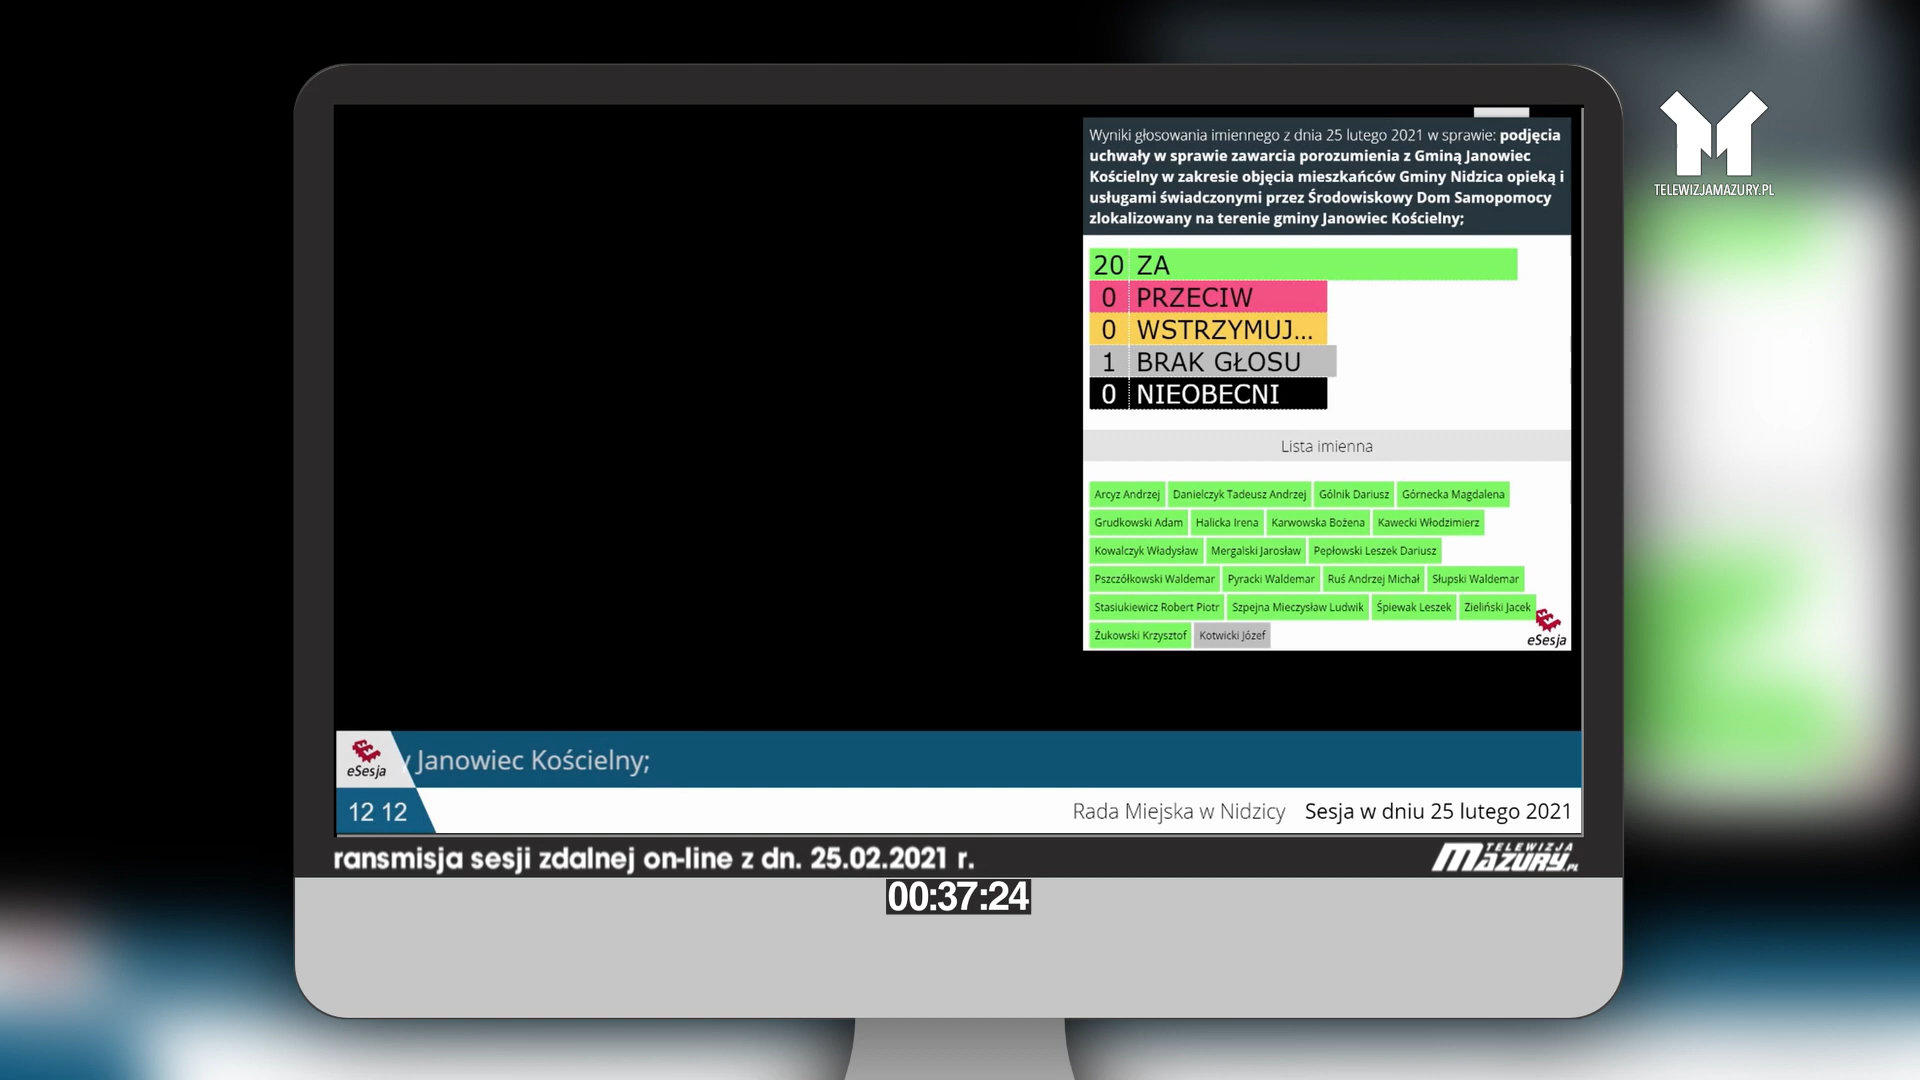 TELEWIZJAMAZURY.PL
Wyniki głosowania imiennego z dnia 25 lutego 2021 w sprawie: podjęcia
uchwały w sprawie zawarcia porozumienia z Gminą Janowiec
Kościelny w zakresie objęcia mieszkańców Gminy Nidzica opieką i
usługami świadczonymi przez Środowiskowy Dom Samopomocy
zlokalizowany na terenie gminy Janowiec Kościelny;
20 ZA
0 PRZECIW
0 WSTRZYMUJ...
1 BRAK GŁOSU
0 NIEOBECNI
Lista imienna
Arcyz Andrzej Danielczyk Tadeusz Andrzej Gólnik Dariusz Górnecka Magdalena
Grudkowski Adam Halicka Irena Karwowska Bożena Kawecki Włodzimierz
Kowalczyk Władysław Mergalski Jarosław Pepłowski Leszek Dariusz
Pszczółkowski Waldemar Pyracki Waldemar Ruś Andrzej Michał Słupski Waldemar
Stasiukiewicz Robert Piotr Szpejna Mieczysław Ludwik Śpiewak Leszek Zieliński Jacek
Żukowski Krzysztof Kotwicki Józef
eSesja
eSesja
y Janowiec Kościelny;
12 12
Rada Miejska w Nidzicy Sesja w dniu 25 lutego 2021
ransmisja sesji zdalnej on-line z dn. 25.02.2021 r.
TELEWIZJA
MAZURY.PL
00:37:24